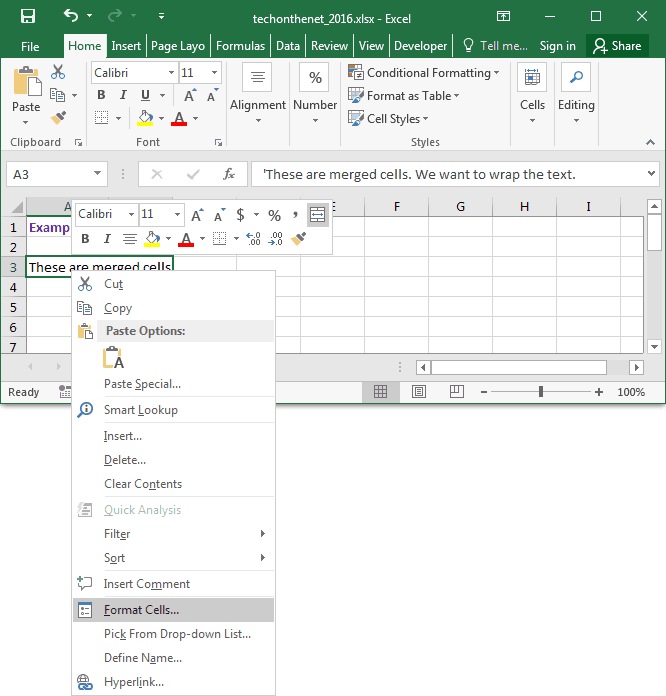 techonthenet_2016.xlsx - Excel
File Home Insert Page Layo Formulas Data Review View Developer Tell me... Sign in Share
Calibri 11
Conditional Formatting
Paste B I U A A Alignment % Number Format as Table Cells Editing
A Cell Styles
Clipboard Font Styles
A3 fx 'These are merged cells. We want to wrap the text.
A E F G H I
Calibri 11 A A $ % ,
B I A .00 .00
1 Examp
2
3 These are merged cells
4
5
6
7
Ready 100%
Cut
Copy
Paste Options:
A
Paste Special...
Smart Lookup
Insert...
Delete...
Clear Contents
Quick Analysis
Filter
Sort
Insert Comment
Format Cells...
Pick From Drop-down List...
Define Name...
Hyperlink...